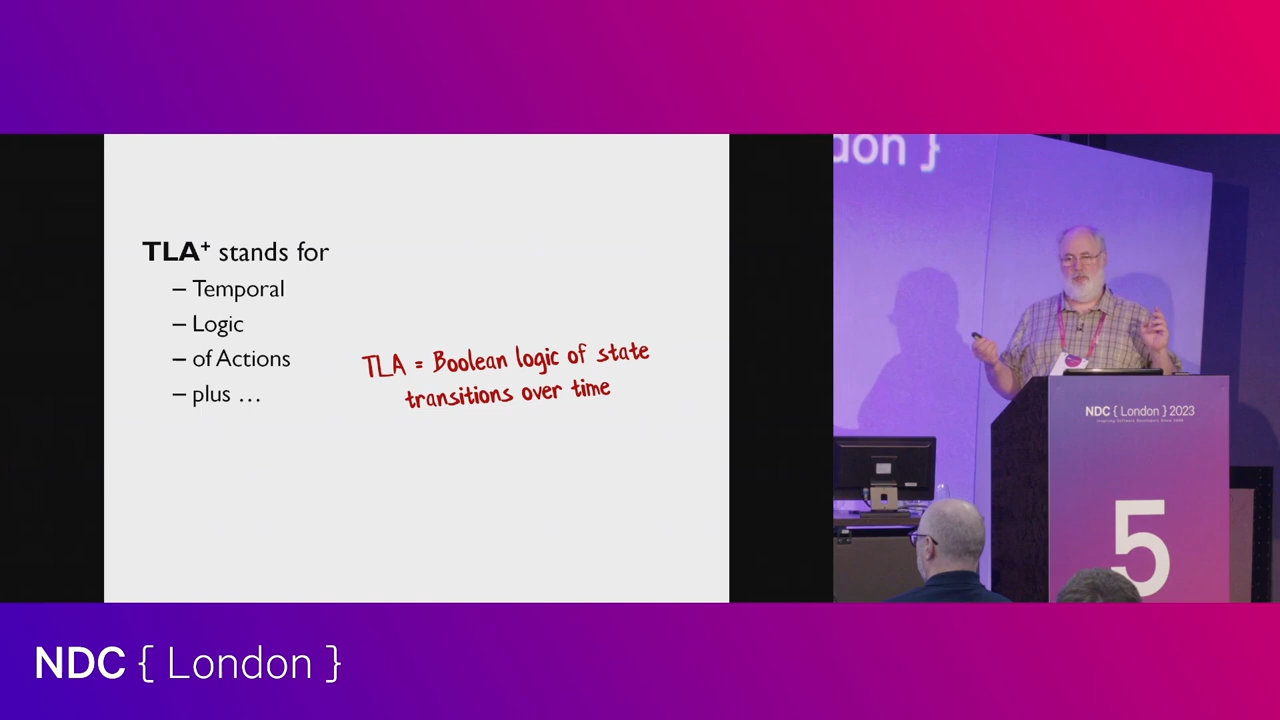 TLA⁺ stands for
– Temporal
– Logic
– of Actions
– plus …
TLA = Boolean logic of state
transitions over time
don }
NDC { London } 2023
5
NDC { London }